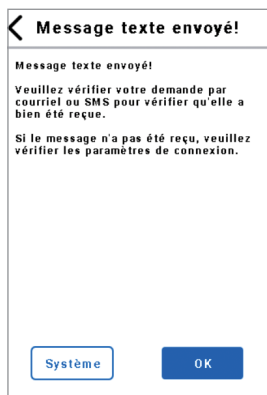 Message texte envoyé!
Message texte envoyé!
Veuillez vérifier votre demande par
courriel ou SMS pour vérifier qu'elle a
bien été reçue.
Si le message n'a pas été reçu, veuillez
vérifier les paramètres de connexion.
Système
OK